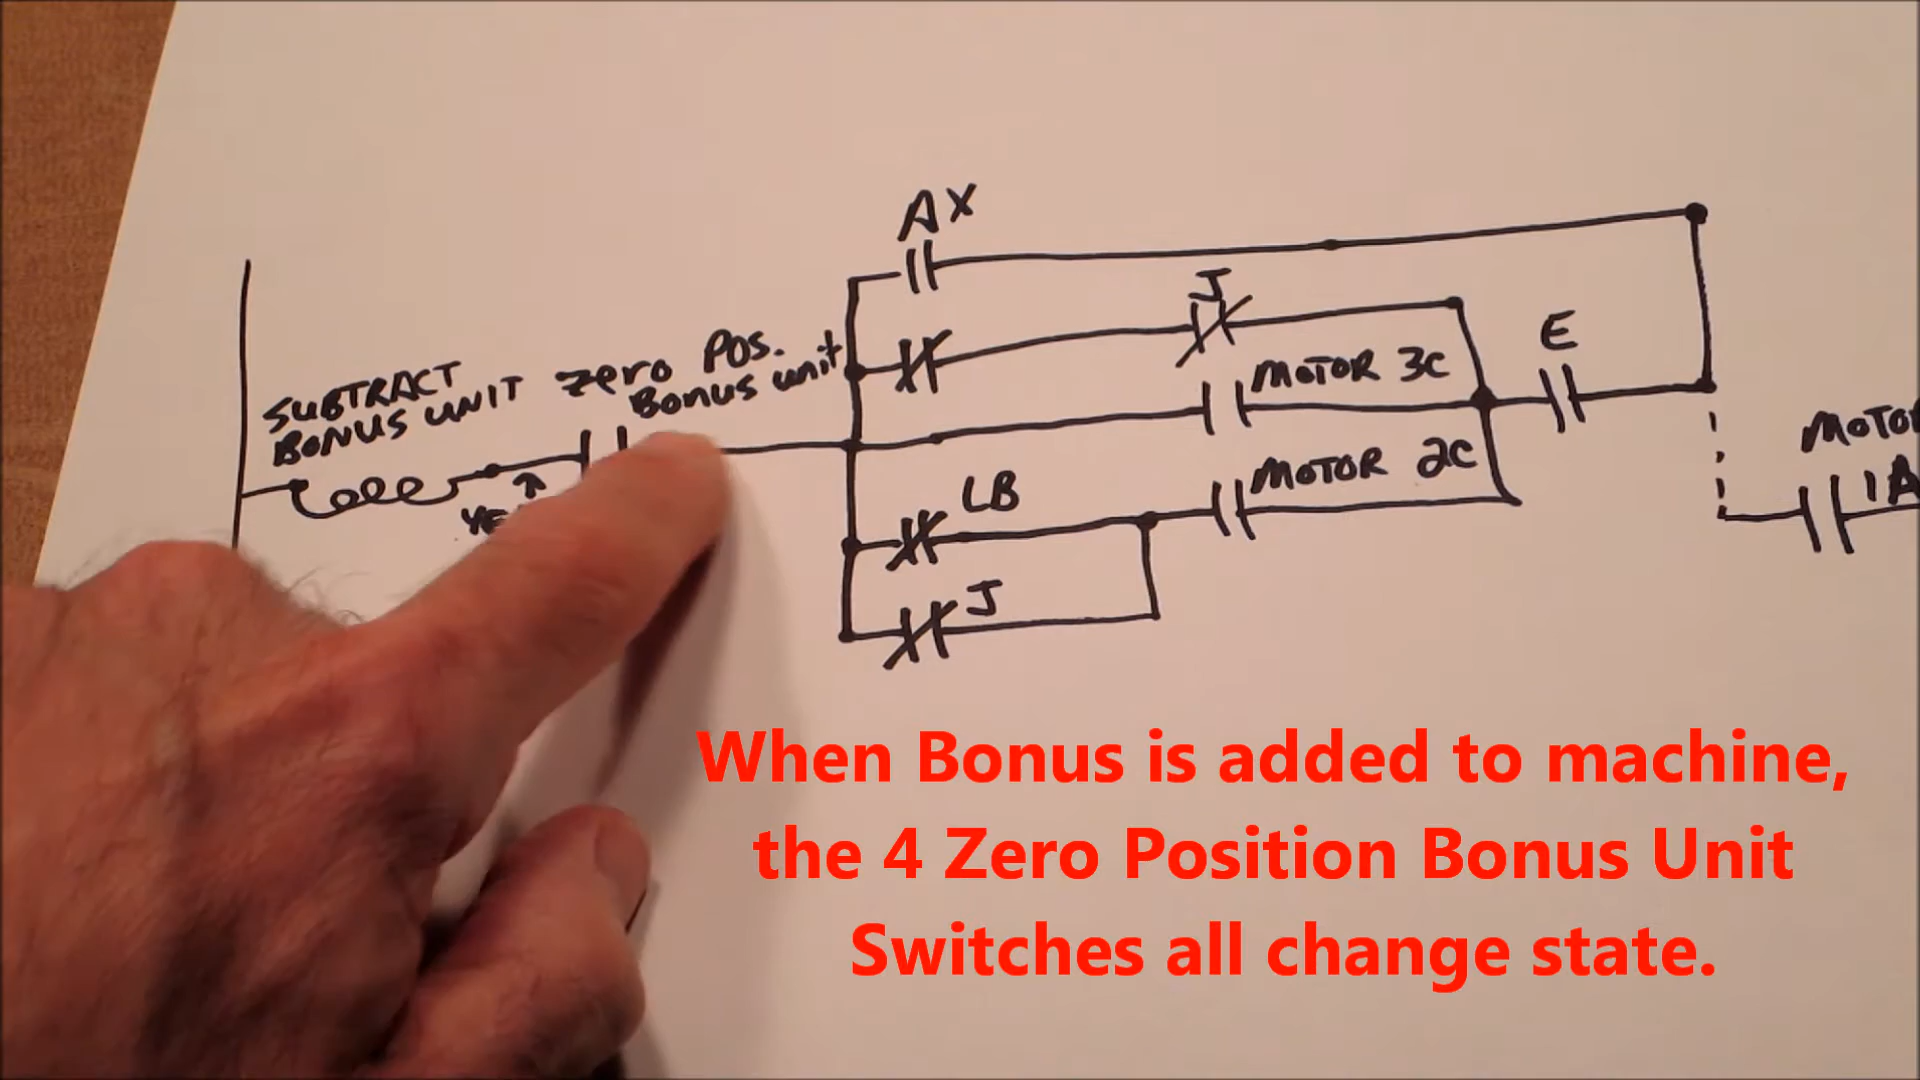 AX
J
E
MOTOR 3C
zero Pos.
Bonus unit
SUBTRACT
BONUS UNIT
MOTOR 2C
LB
1A
J
When Bonus is added to machine,
the 4 Zero Position Bonus Unit
Switches all change state.